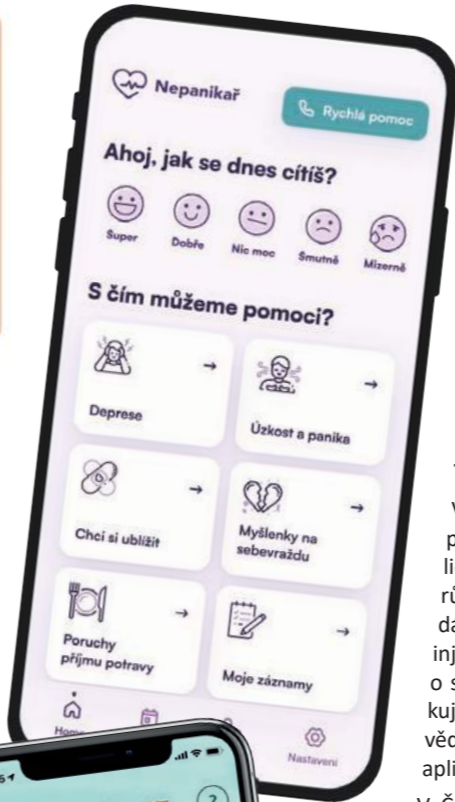 Nepanikař
Rychlá pomoc
Ahoj, jak se dnes cítíš?
Super
Dobře
Nic moc
Smutně
Mizerně
S čím můžeme pomoci?
Deprese
Úzkost a panika
Chci si ublížit
Myšlenky na
sebevraždu
Poruchy
příjmu potravy
Moje záznamy
Home
Nastavení
?
o s